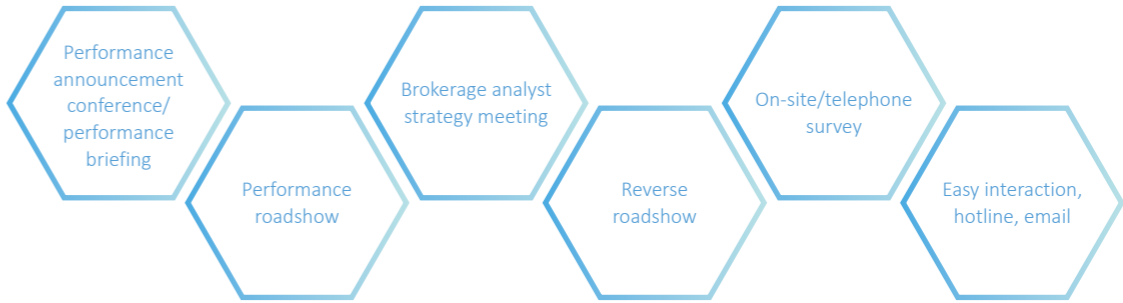 Performance
announcement
conference/
performance
briefing
Performance
roadshow
Brokerage analyst
strategy meeting
Reverse
roadshow
On-site/telephone
survey
Easy interaction,
hotline, email